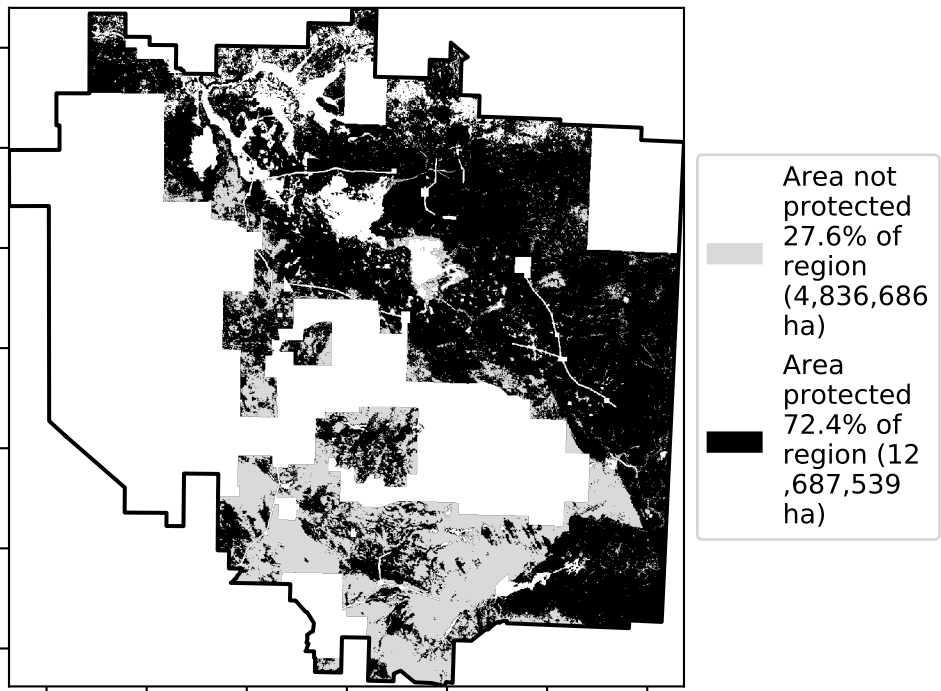 Area not
protected
27.6% of
region
(4,836,686
ha)
Area
protected
72.4% of
region (12
,687,539
ha)